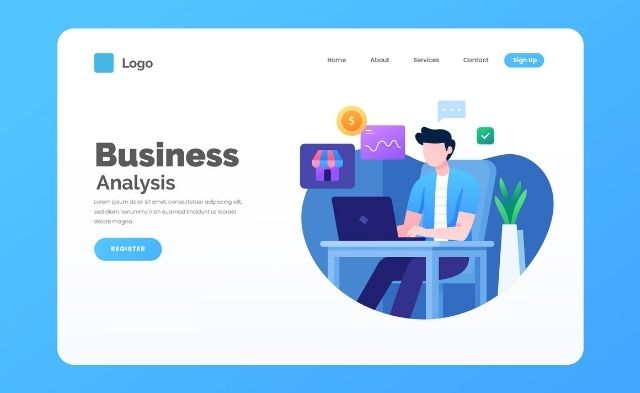 Logo
Home About Services Contact Sign Up
$
Business
Analysis
Lorem ipsum dolor sit amet, consectetuer adipiscing elit,
sed diam nonummy nibh euismod tincidunt ut laoreet
dolore magna
REGISTER